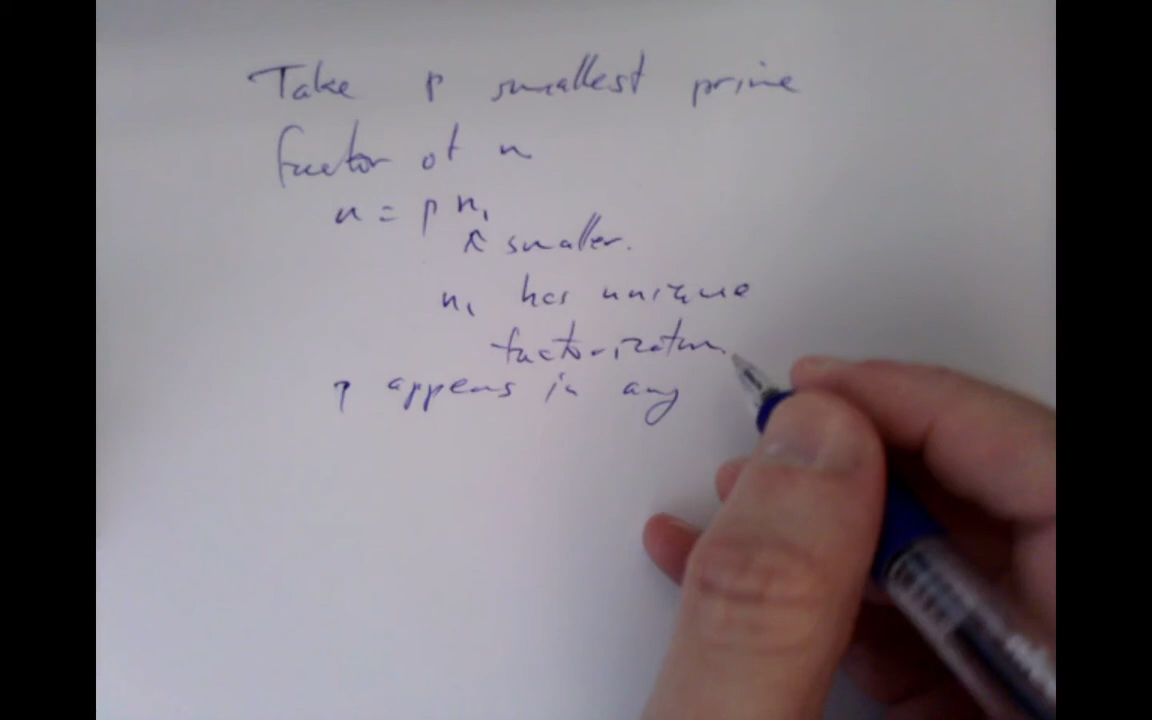 Take p smallest prime
factor of n
n = p n₁
↖ smaller.
n₁ has unique
factorization.
p appears in any